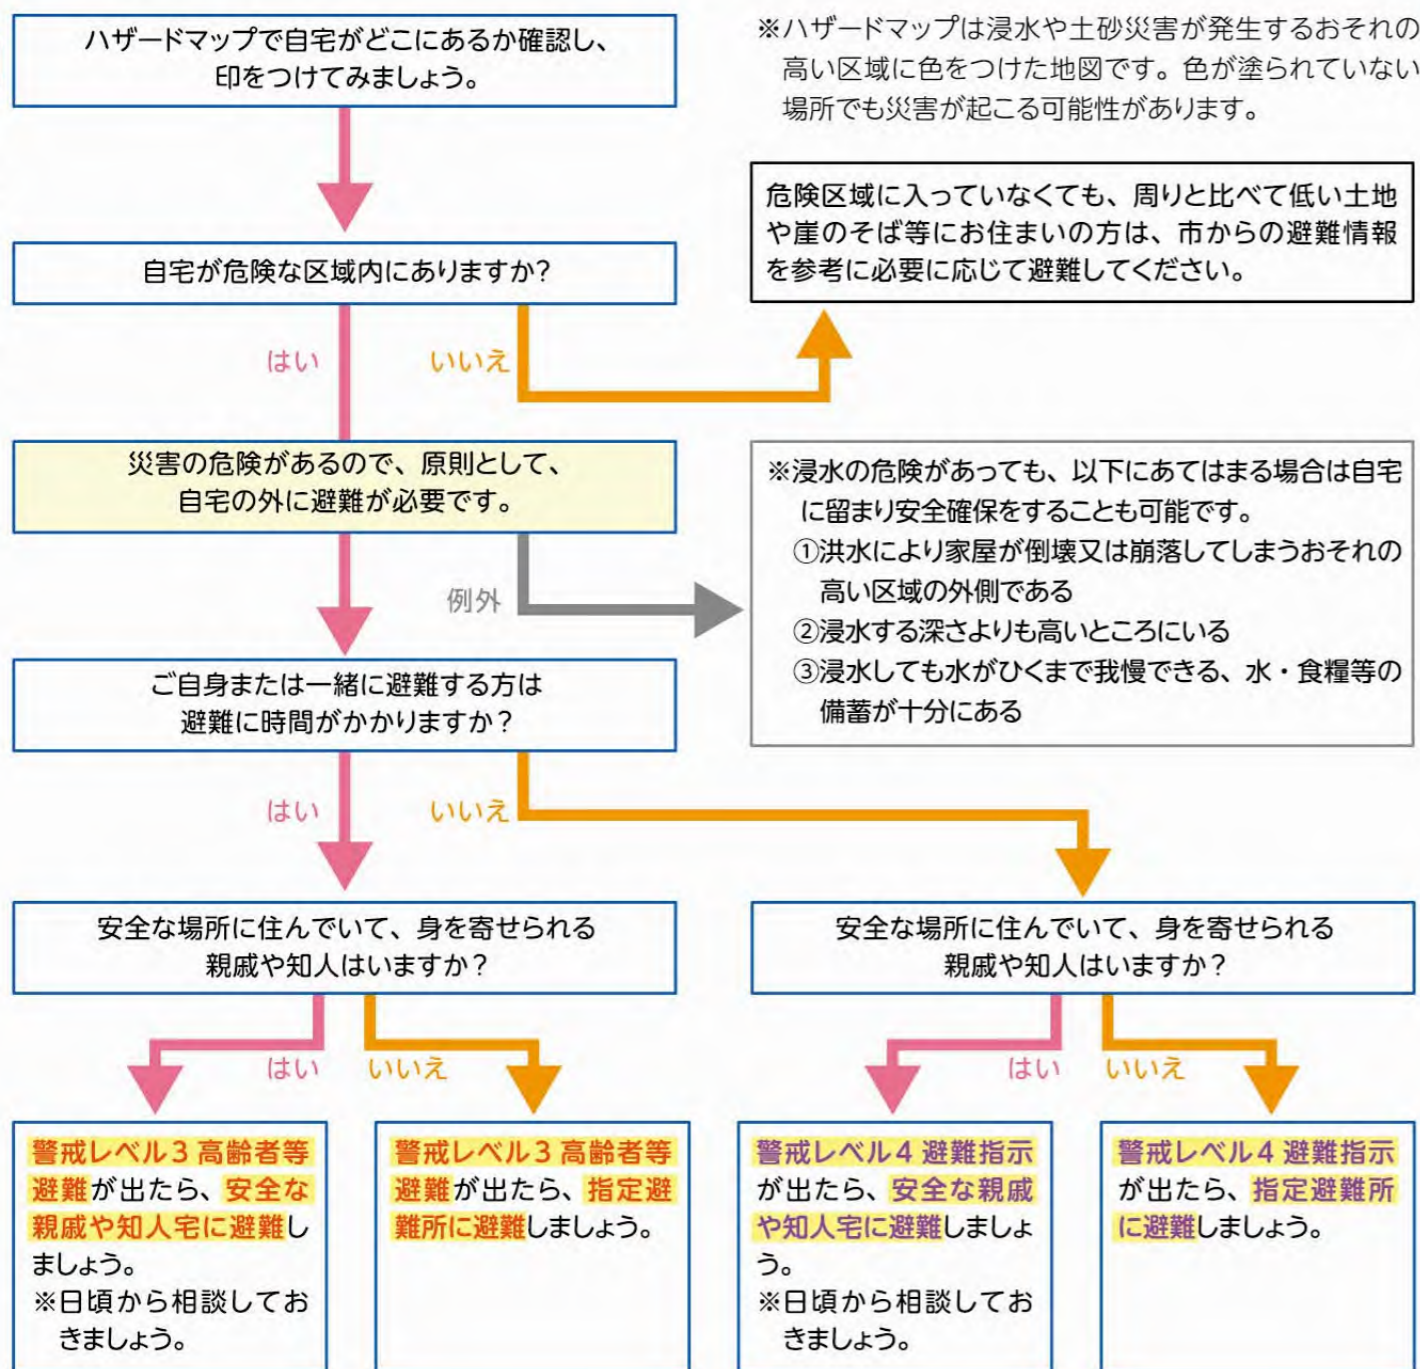 ハザードマップで自宅がどこにあるか確認し、
印をつけてみましょう。
※ハザードマップは浸水や土砂災害が発生するおそれの
高い区域に色をつけた地図です。色が塗られていない
場所でも災害が起こる可能性があります。
危険区域に入っていなくても、周りと比べて低い土地
や崖のそば等にお住まいの方は、市からの避難情報
を参考に必要に応じて避難してください。
自宅が危険な区域内にありますか？
はい
いいえ
災害の危険があるので、原則として、
自宅の外に避難が必要です。
例外
※浸水の危険があっても、以下にあてはまる場合は自宅
に留まり安全確保をすることも可能です。
①洪水により家屋が倒壊又は崩落してしまうおそれの
高い区域の外側である
②浸水する深さよりも高いところにいる
③浸水しても水がひくまで我慢できる、水・食糧等の
備蓄が十分にある
ご自身または一緒に避難する方は
避難に時間がかかりますか？
はい
いいえ
安全な場所に住んでいて、身を寄せられる
親戚や知人はいますか？
安全な場所に住んでいて、身を寄せられる
親戚や知人はいますか？
はい
いいえ
はい
いいえ
警戒レベル3 高齢者等
避難が出たら、安全な
親戚や知人宅に避難し
ましょう。
※日頃から相談してお
きましょう。
警戒レベル3 高齢者等
避難が出たら、指定避
難所に避難しましょう。
警戒レベル4 避難指示
が出たら、安全な親戚
や知人宅に避難しましょ
う。
※日頃から相談してお
きましょう。
警戒レベル4 避難指示
が出たら、指定避難所
に避難しましょう。